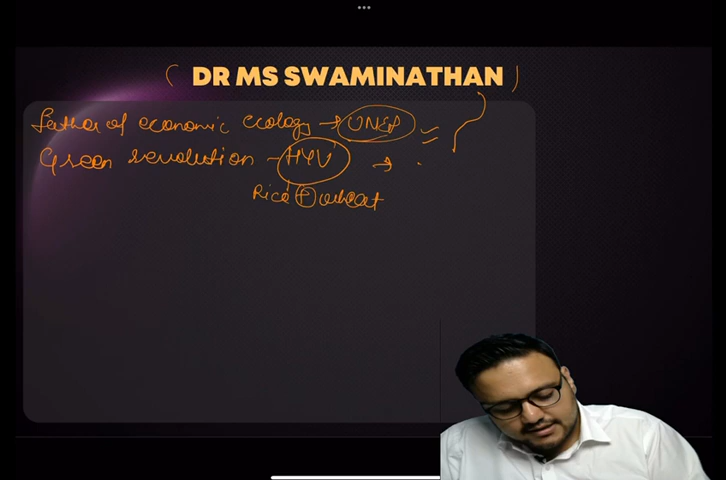 ( DR MS SWAMINATHAN )
Father of economic ecology → UNEP
Green revolution - HYV →
Rice + wheat